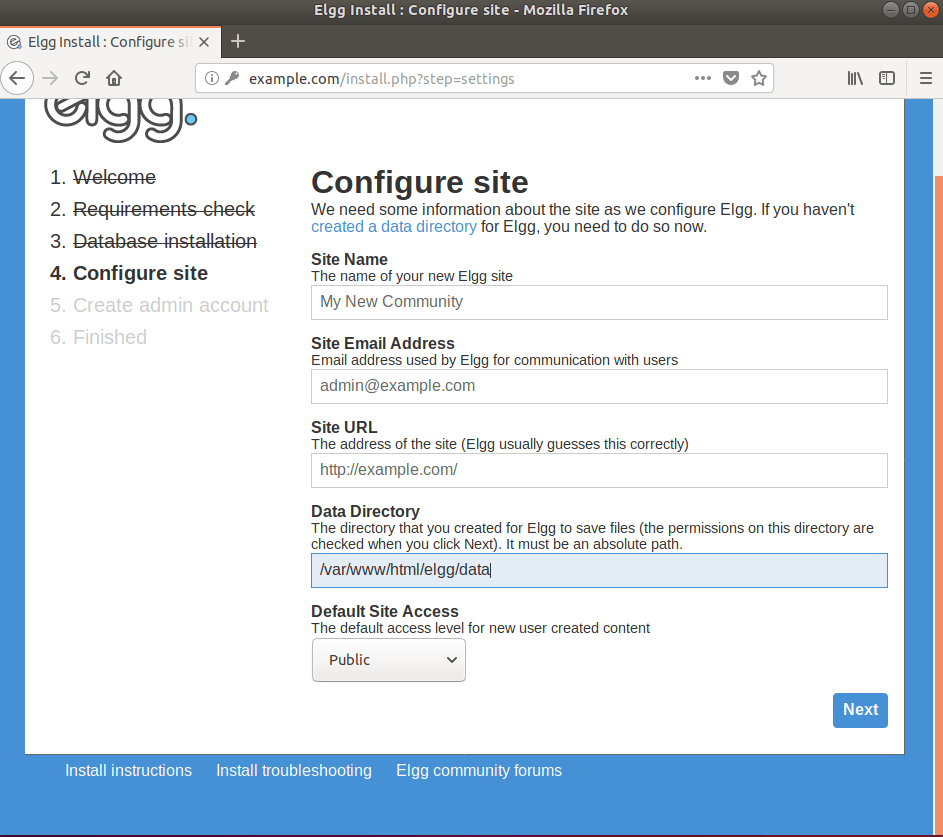 Elgg Install : Configure site - Mozilla Firefox
Elgg Install : Configure si
example.com/install.php?step=settings
elgg.
1. Welcome
2. Requirements check
3. Database installation
4. Configure site
5. Create admin account
6. Finished
Configure site
We need some information about the site as we configure Elgg. If you haven't
created a data directory for Elgg, you need to do so now.
Site Name
The name of your new Elgg site
My New Community
Site Email Address
Email address used by Elgg for communication with users
admin@example.com
Site URL
The address of the site (Elgg usually guesses this correctly)
http://example.com/
Data Directory
The directory that you created for Elgg to save files (the permissions on this directory are
checked when you click Next). It must be an absolute path.
/var/www/html/elgg/data
Default Site Access
The default access level for new user created content
Public
Next
Install instructions Install troubleshooting Elgg community forums